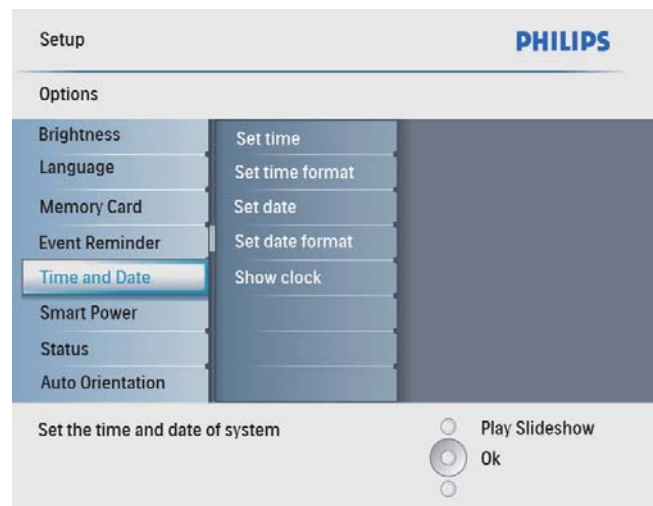 Setup
PHILIPS
Options
Brightness
Language
Memory Card
Event Reminder
Time and Date
Smart Power
Status
Auto Orientation
Set time
Set time format
Set date
Set date format
Show clock
Set the time and date of system
Play Slideshow
Ok